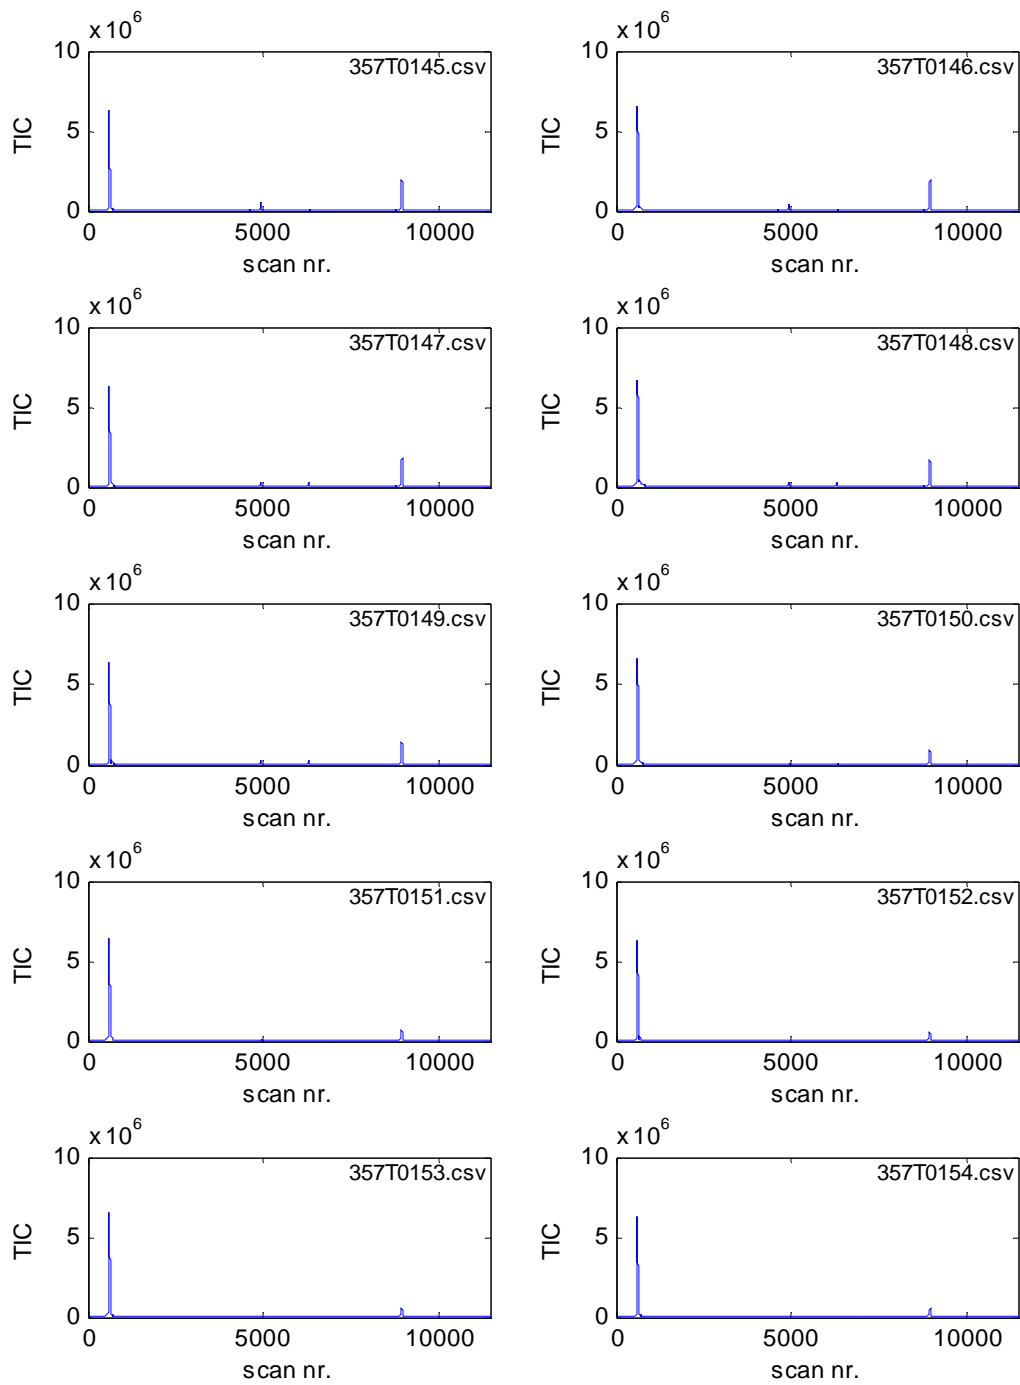 x 10^6
10
5
0
TIC
357T0145.csv
0 5000 10000
scan nr.
x 10^6
10
5
0
TIC
357T0146.csv
0 5000 10000
scan nr.
x 10^6
10
5
0
TIC
357T0147.csv
0 5000 10000
scan nr.
x 10^6
10
5
0
TIC
357T0148.csv
0 5000 10000
scan nr.
x 10^6
10
5
0
TIC
357T0149.csv
0 5000 10000
scan nr.
x 10^6
10
5
0
TIC
357T0150.csv
0 5000 10000
scan nr.
x 10^6
10
5
0
TIC
357T0151.csv
0 5000 10000
scan nr.
x 10^6
10
5
0
TIC
357T0152.csv
0 5000 10000
scan nr.
x 10^6
10
5
0
TIC
357T0153.csv
0 5000 10000
scan nr.
x 10^6
10
5
0
TIC
357T0154.csv
0 5000 10000
scan nr.